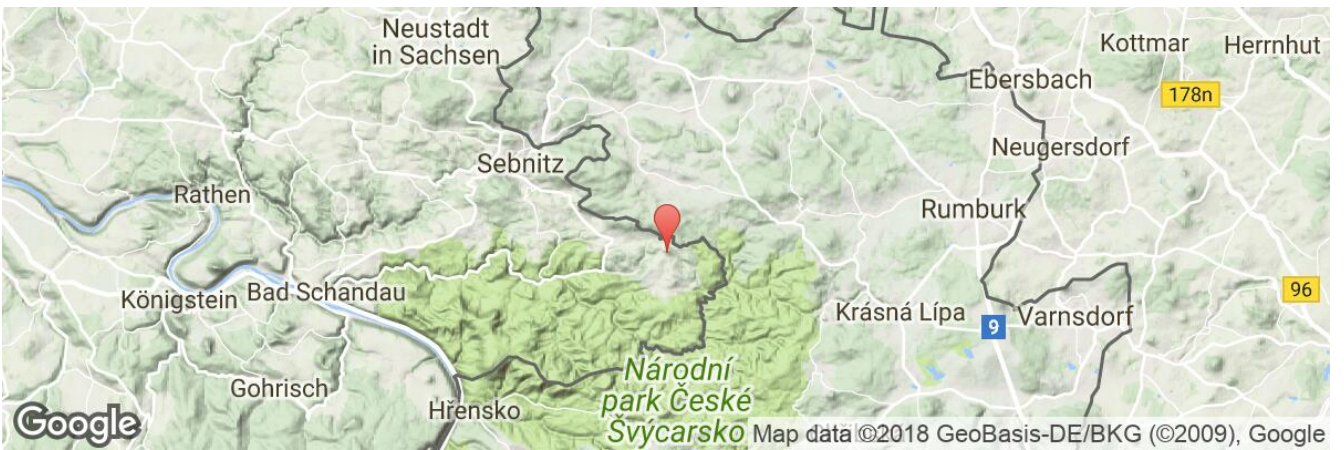 Neustadt
in Sachsen
Kottmar
Herrnhut
Ebersbach
178n
Neugersdorf
Sebnitz
Rathen
Rumburk
Königstein
Bad Schandau
Krásná Lípa
9
Varnsdorf
96
Gohrisch
Hřensko
Národní
park České
Švýcarsko
Google
Map data ©2018 GeoBasis-DE/BKG (©2009), Google